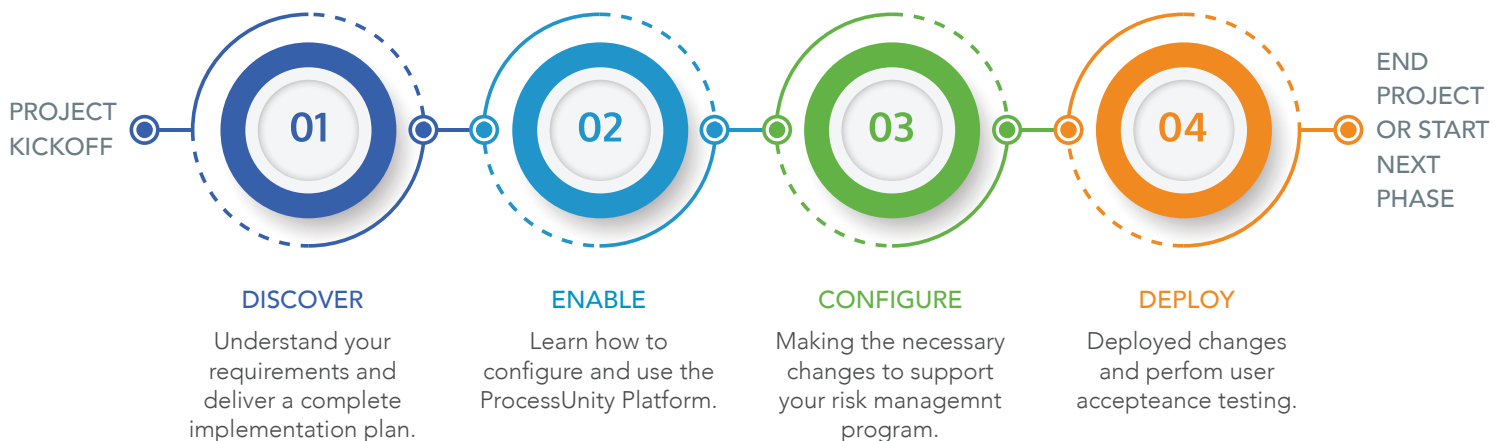 PROJECT
KICKOFF
01
02
03
04
END
PROJECT
OR START
NEXT
PHASE
DISCOVER
Understand your
requirements and
deliver a complete
implementation plan.
ENABLE
Learn how to
configure and use the
ProcessUnity Platform.
CONFIGURE
Making the necessary
changes to support
your risk managemnt
program.
DEPLOY
Deployed changes
and perfom user
accepteance testing.